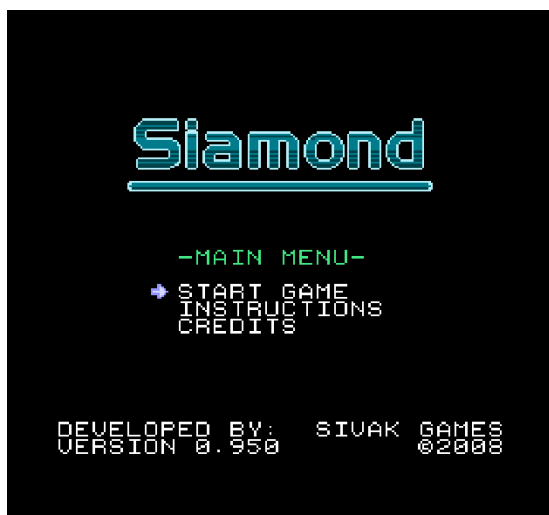 Siamond
-MAIN MENU-
START GAME
INSTRUCTIONS
CREDITS
DEVELOPED BY: SIVAK GAMES
VERSION 0.950 ©2008